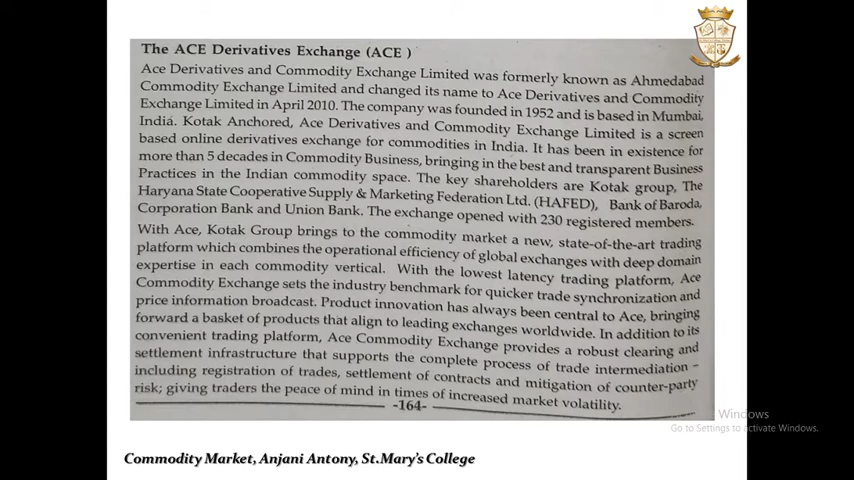 The ACE Derivatives Exchange (ACE )
Ace Derivatives and Commodity Exchange Limited was formerly known as Ahmedabad
Commodity Exchange Limited and changed its name to Ace Derivatives and Commodity
Exchange Limited in April 2010. The company was founded in 1952 and is based in Mumbai,
India. Kotak Anchored, Ace Derivatives and Commodity Exchange Limited is a screen
based online derivatives exchange for commodities in India. It has been in existence for
more than 5 decades in Commodity Business, bringing in the best and transparent Business
Practices in the Indian commodity space. The key shareholders are Kotak group, The
Haryana State Cooperative Supply & Marketing Federation Ltd. (HAFED), Bank of Baroda,
Corporation Bank and Union Bank. The exchange opened with 230 registered members.
With Ace, Kotak Group brings to the commodity market a new, state-of-the-art trading
platform which combines the operational efficiency of global exchanges with deep domain
expertise in each commodity vertical. With the lowest latency trading platform, Ace
Commodity Exchange sets the industry benchmark for quicker trade synchronization and
price information broadcast. Product innovation has always been central to Ace, bringing
forward a basket of products that align to leading exchanges worldwide. In addition to its
convenient trading platform, Ace Commodity Exchange provides a robust clearing and
settlement infrastructure that supports the complete process of trade intermediation –
including registration of trades, settlement of contracts and mitigation of counter-party
risk; giving traders the peace of mind in times of increased market volatility.
-164-
Windows
Go to Settings to activate Windows.
Commodity Market, Anjani Antony, St.Mary's College